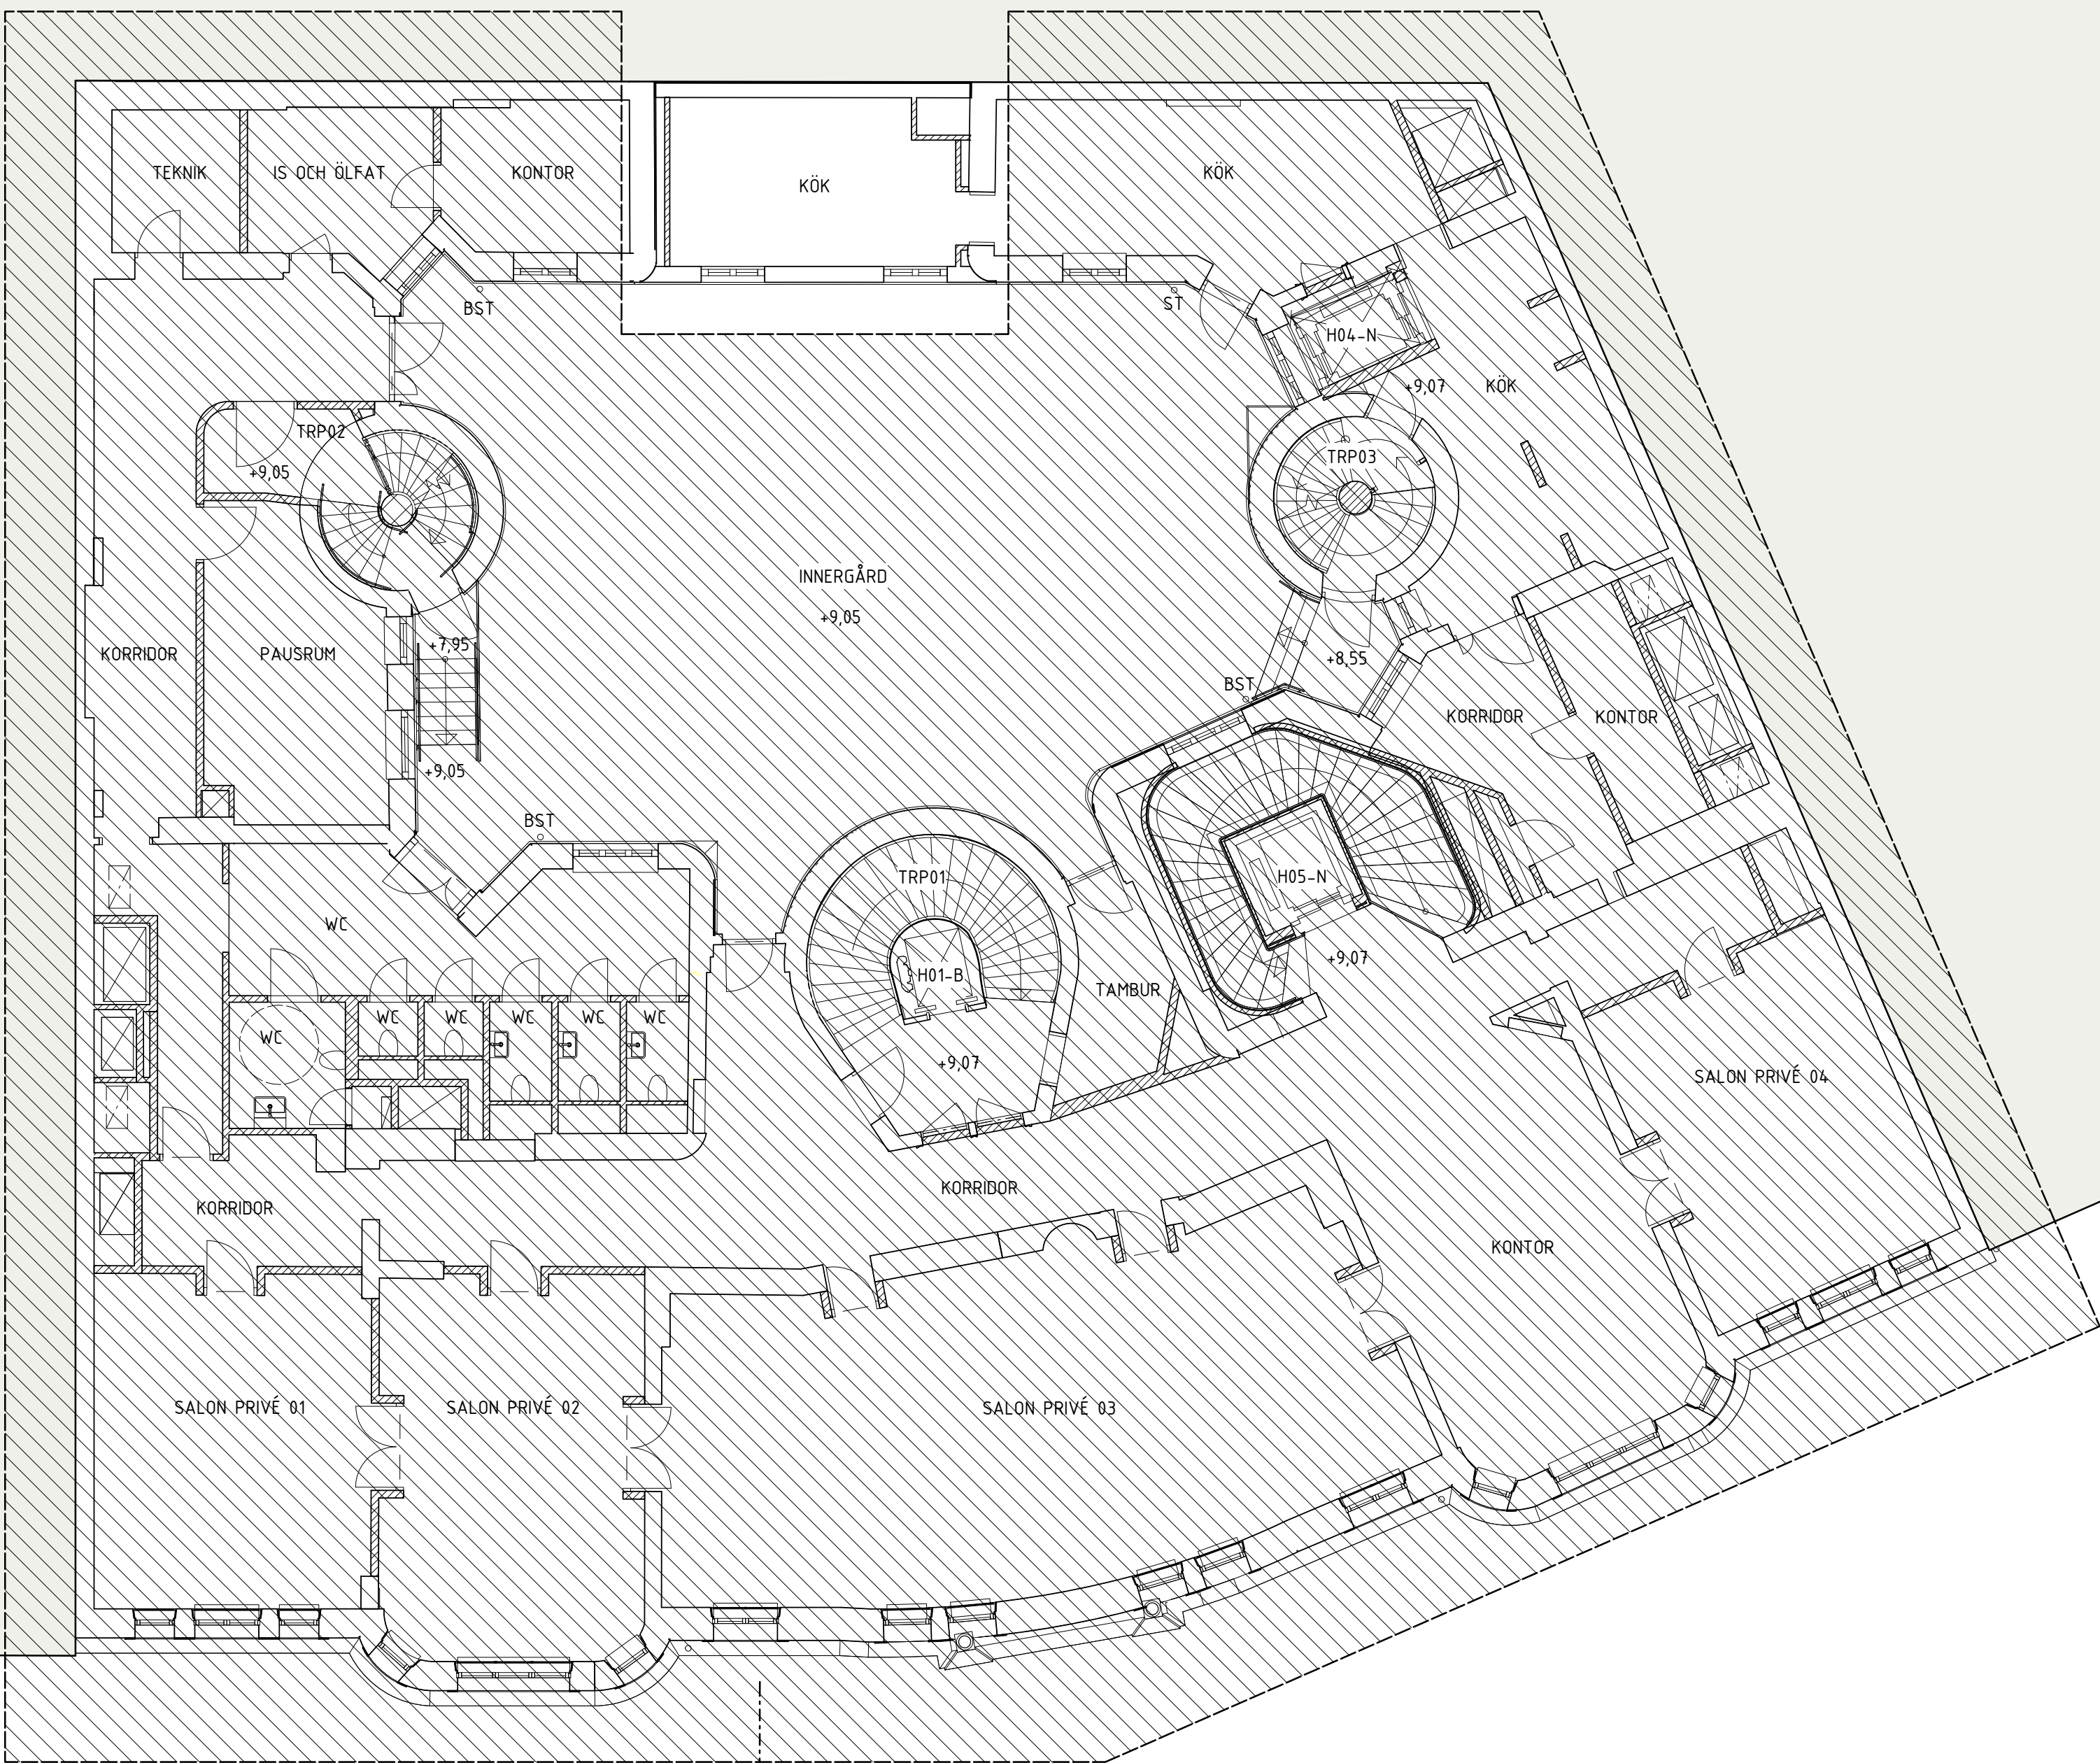 TEKNIK
IS OCH ÖLFAT
KONTOR
KÖK
KÖK
BST
ST
H04-N
+9,07
KÖK
TRP02
+9,05
TRP03
INNERGÅRD
+9,05
KORRIDOR
PAUSRUM
+7,95
+8,55
BST
KORRIDOR
KONTOR
+9,05
BST
TRP01
H05-N
WC
+9,07
H01-B
TAMBUR
WC
WC
WC
WC
WC
WC
+9,07
SALON PRIVÉ 04
KORRIDOR
KORRIDOR
KONTOR
SALON PRIVÉ 01
SALON PRIVÉ 02
SALON PRIVÉ 03